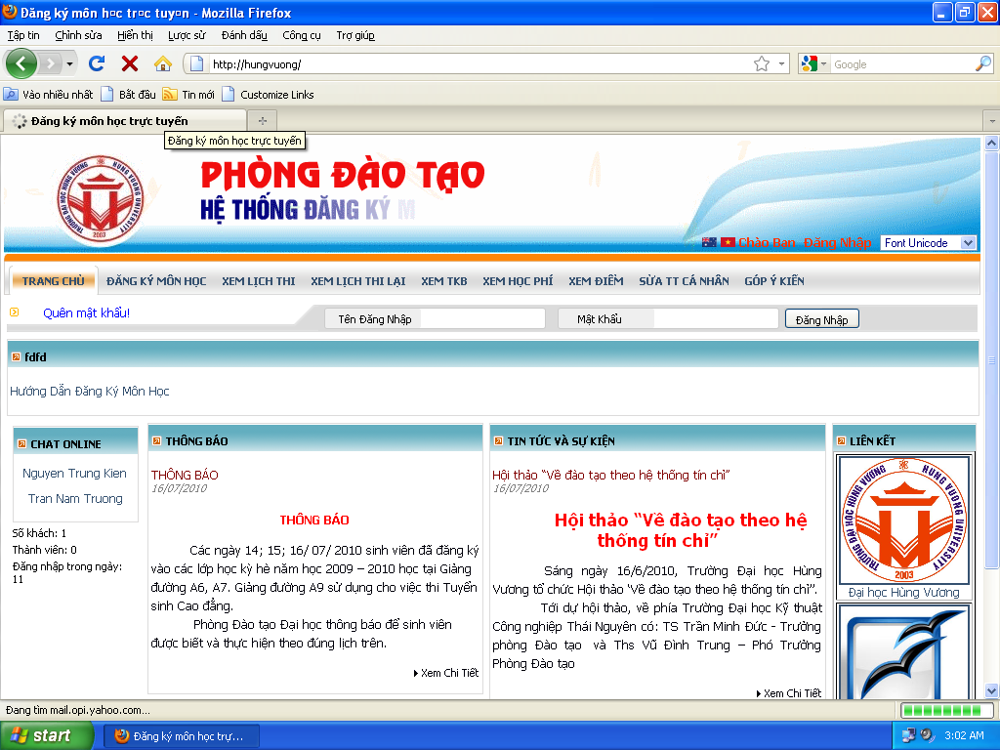 Đăng ký môn học trực tuyến - Mozilla Firefox
Tập tin Chỉnh sửa Hiển thị Lược sử Đánh dấu Công cụ Trợ giúp
http://hungvuong/
Google
Vào nhiều nhất Bắt đầu Tin mới Customize Links
Đăng ký môn học trực tuyến
Đăng ký môn học trực tuyến
PHÒNG ĐÀO TẠO
HỆ THỐNG ĐĂNG KÝ M
TRƯỜNG ĐẠI HỌC HÙNG VƯƠNG HUNG VUONG UNIVERSITY
2003
Chào Bạn Đăng Nhập
Font Unicode
TRANG CHỦ ĐĂNG KÝ MÔN HỌC XEM LỊCH THI XEM LỊCH THI LẠI XEM TKB XEM HỌC PHÍ XEM ĐIỂM SỬA TT CÁ NHÂN GÓP Ý KIẾN
Quên mật khẩu!
Tên Đăng Nhập
Mật Khẩu
Đăng Nhập
fdfd
Hướng Dẫn Đăng Ký Môn Học
CHAT ONLINE
Nguyen Trung Kien
Tran Nam Truong
Số khách: 1
Thành viên: 0
Đăng nhập trong ngày:
11
THÔNG BÁO
THÔNG BÁO
16/07/2010
THÔNG BÁO
Các ngày 14; 15; 16/ 07/ 2010 sinh viên đã đăng ký
vào các lớp học kỳ hè năm học 2009 – 2010 học tại Giảng
đường A6, A7. Giảng đường A9 sử dụng cho việc thi Tuyển
sinh Cao đẳng.
Phòng Đào tạo Đại học thông báo để sinh viên
được biết và thực hiện theo đúng lịch trên.
Xem Chi Tiết
TIN TỨC VÀ SỰ KIỆN
Hội thảo “Về đào tạo theo hệ thống tín chỉ”
16/07/2010
Hội thảo “Về đào tạo theo hệ
thống tín chỉ”
Sáng ngày 16/6/2010, Trường Đại học Hùng
Vương tổ chức Hội thảo ‘Về đào tạo theo hệ thống tín chỉ”.
Tới dự hội thảo, về phía Trường Đại học Kỹ thuật
Công nghiệp Thái Nguyên có: TS Trần Minh Đức - Trưởng
phòng Đào tạo và Ths Vũ Đình Trung – Phó Trưởng
Phòng Đào tạo
Xem Chi Tiết
LIÊN KẾT
TRƯỜNG ĐẠI HỌC HÙNG VƯƠNG HUNG VUONG UNIVERSITY
2003
Đại học Hùng Vương
Đang tìm mail.opi.yahoo.com...
start
Đăng ký môn học trự...
3:02 AM